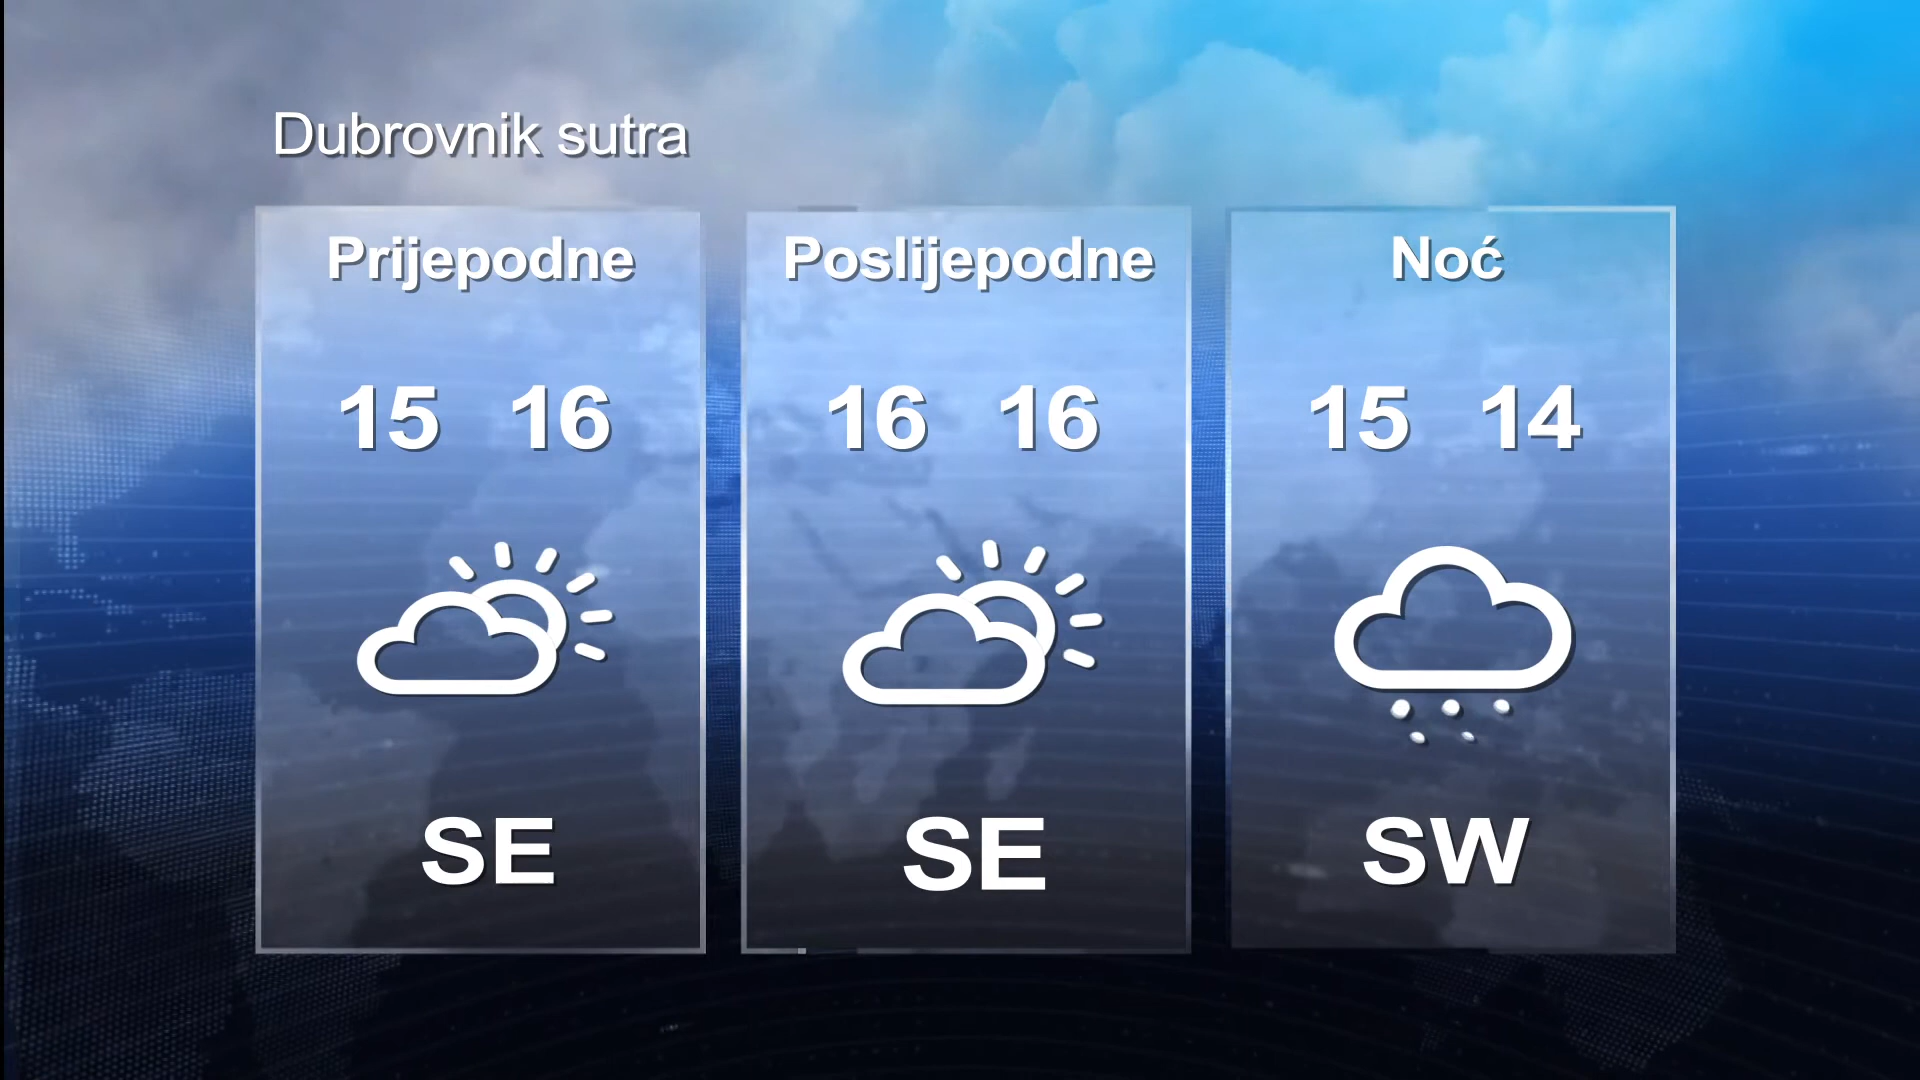 Dubrovnik sutra
Prijepodne
15 16
SE
Poslijepodne
16 16
SE
Noć
15 14
SW